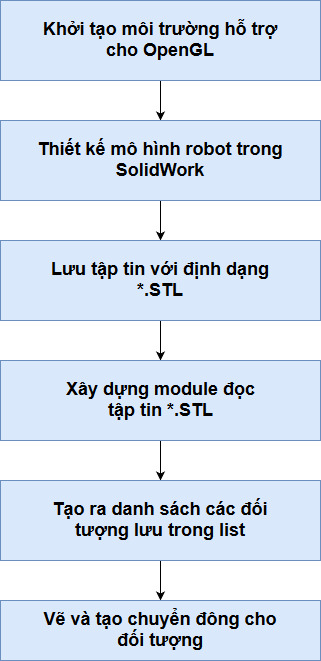 Khởi tạo môi trường hỗ trợ
cho OpenGL
Thiết kế mô hình robot trong
SolidWork
Lưu tập tin với định dạng
*.STL
Xây dựng module đọc
tập tin *.STL
Tạo ra danh sách các đối
tượng lưu trong list
Vẽ và tạo chuyển đông cho
đối tượng